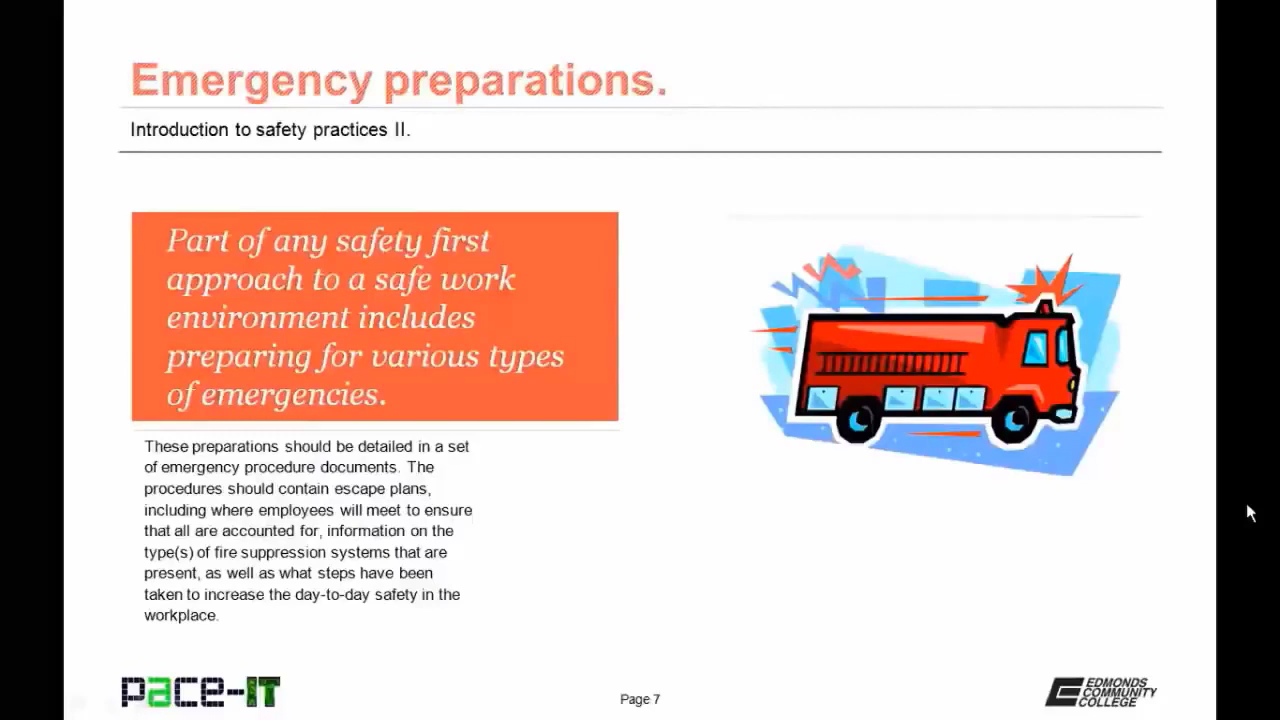 Emergency preparations.
Introduction to safety practices II.
Part of any safety first
approach to a safe work
environment includes
preparing for various types
of emergencies.
These preparations should be detailed in a set
of emergency procedure documents. The
procedures should contain escape plans,
including where employees will meet to ensure
that all are accounted for, information on the
type(s) of fire suppression systems that are
present, as well as what steps have been
taken to increase the day-to-day safety in the
workplace.
pace-IT
Page 7
EDMONDS
COMMUNITY
COLLEGE